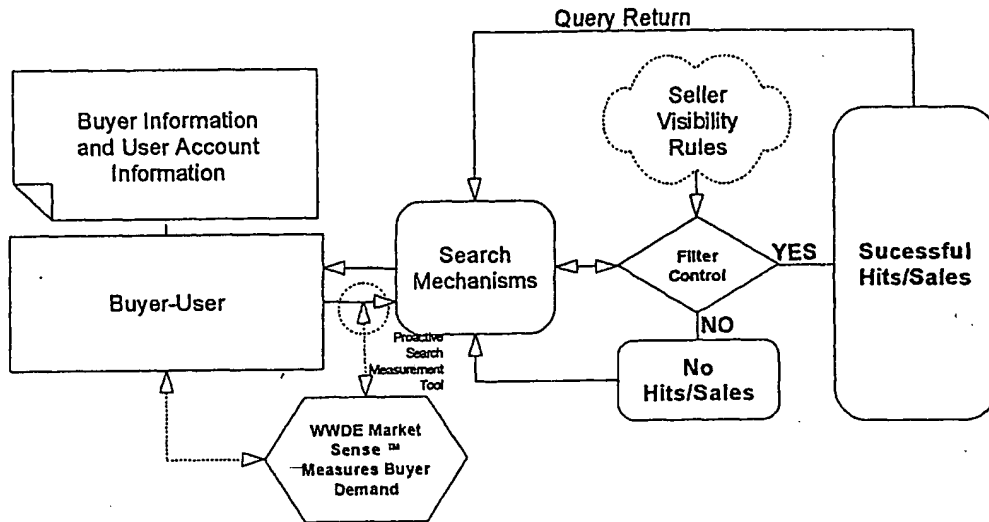 Query Return
Buyer Information
and User Account
Information
Seller
Visibility
Rules
Search
Mechanisms
Filter
Control
YES
Sucessful
Hits/Sales
Buyer-User
NO
Proactive
Search
Measurement
Tool
No
Hits/Sales
WWDE Market
Sense ™
Measures Buyer
Demand